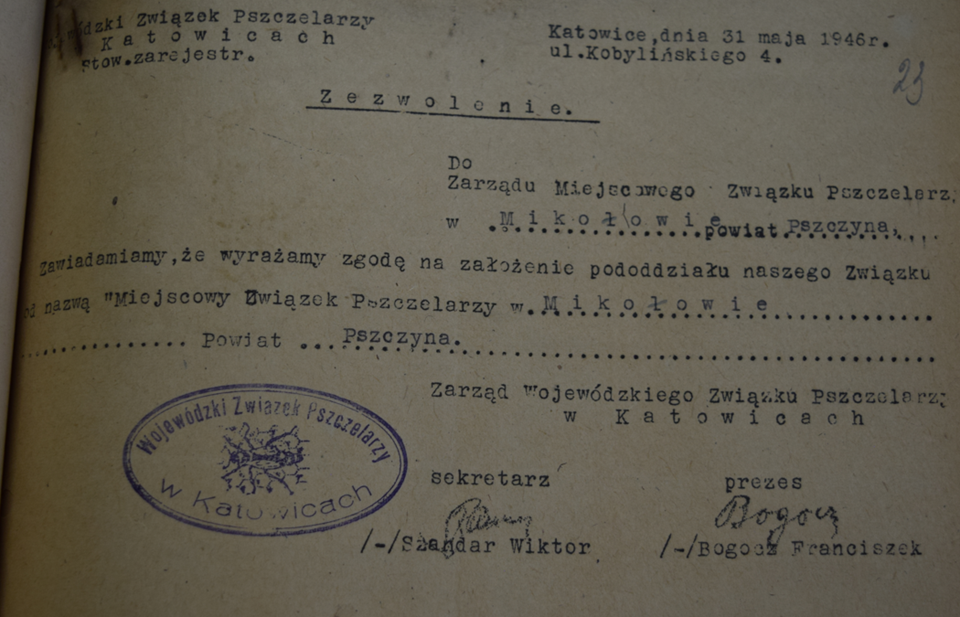 Związek Pszczelarzy
Katowicach
Stow.zarejestr.
Katowice,dnia 31 maja 1946r.
ul.Kobylińskiego 4.
23
Zezwolenie.
Do
Zarządu Miejscowego Związku Pszczelarz
w .Mikołowie powiat Pszczyna,
Zawiadamiamy,że wyrażamy zgodę na założenie pododdziału naszego Związku
od nazwą "Miejscowy Związek Pszczelarzy w.Mikołowie
Powiat ...Pszczyna.
Zarząd Wojewódzkiego Związku Pszczelarz
w Katowicach
Wojewódzki Związek Pszczelarzy
w Katowicach
sekretarz prezes
Bogocz
/-/Szandar Wiktor /-/Bogocz Franciszek